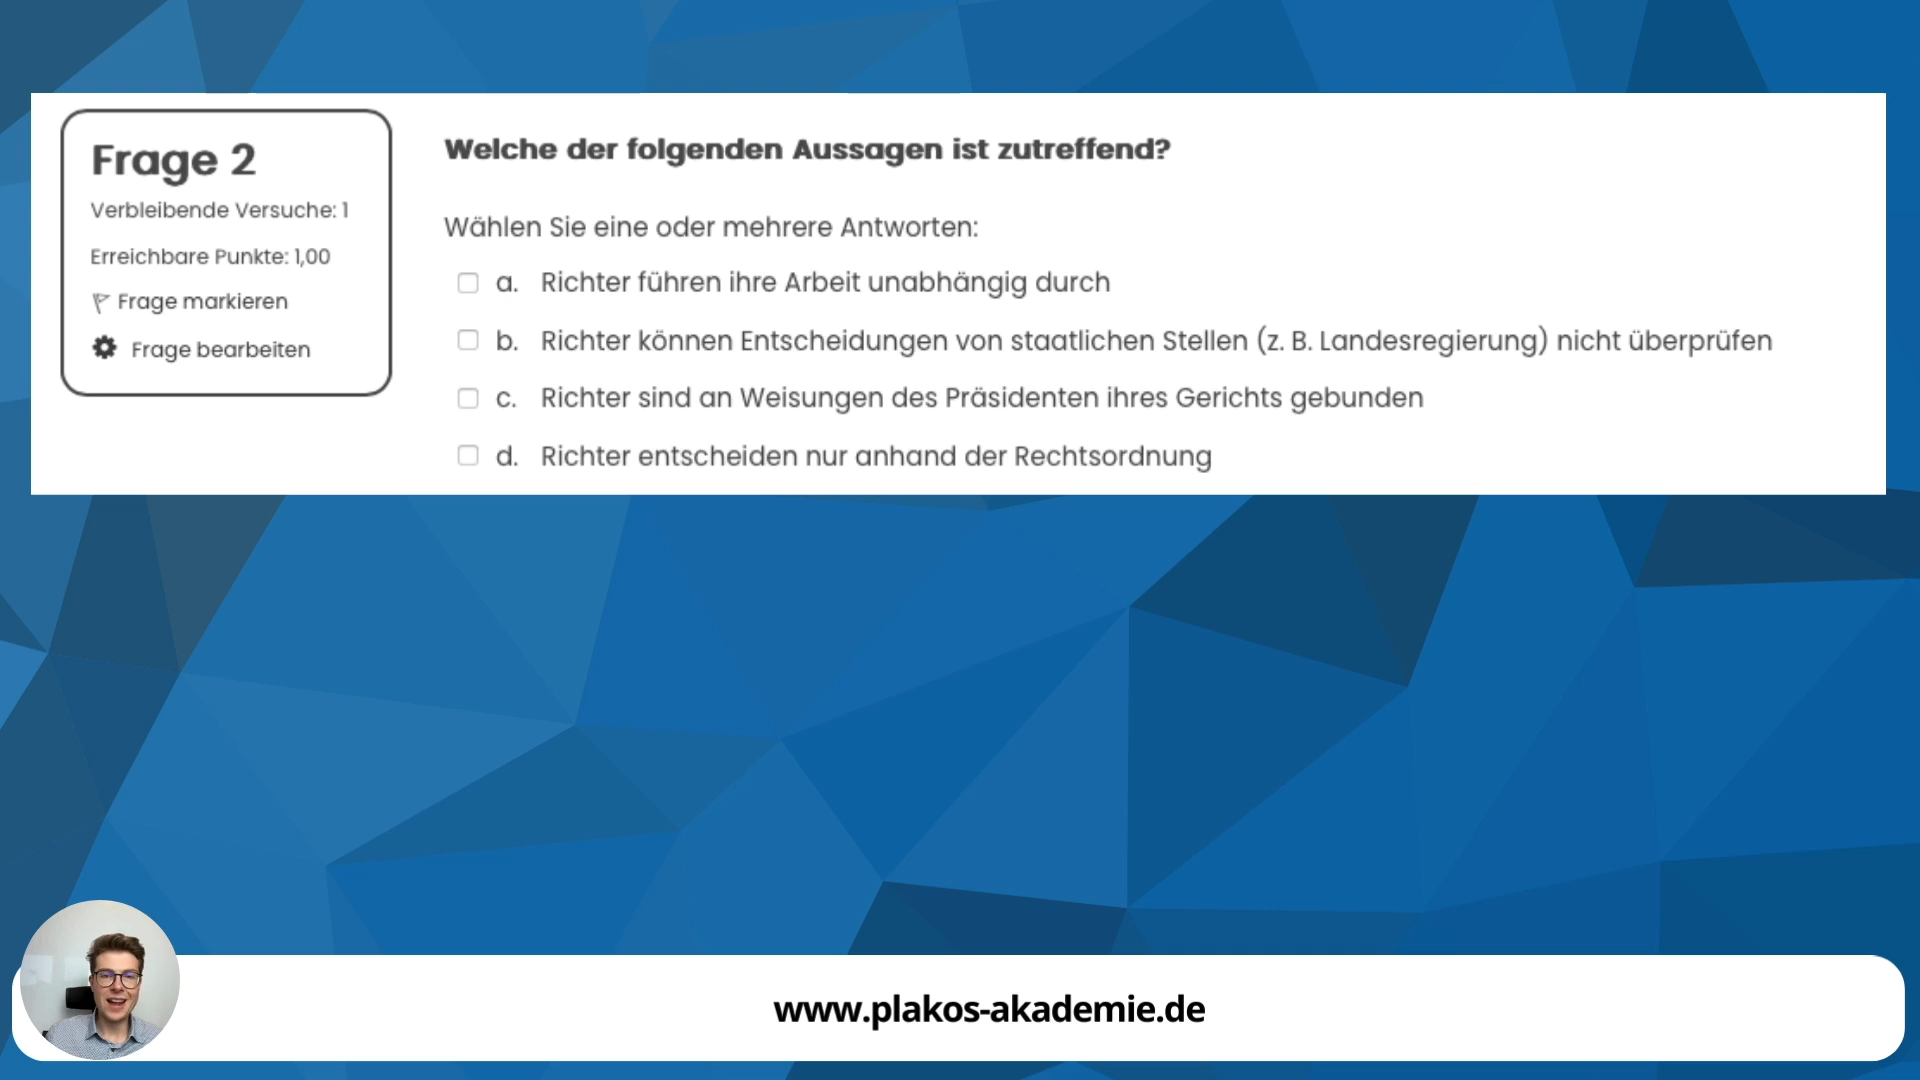 Frage 2
Verbleibende Versuche: 1
Erreichbare Punkte: 1,00
Frage markieren
Frage bearbeiten
Welche der folgenden Aussagen ist zutreffend?
Wählen Sie eine oder mehrere Antworten:
a. Richter führen ihre Arbeit unabhängig durch
b. Richter können Entscheidungen von staatlichen Stellen (z. B. Landesregierung) nicht überprüfen
c. Richter sind an Weisungen des Präsidenten ihres Gerichts gebunden
d. Richter entscheiden nur anhand der Rechtsordnung
www.plakos-akademie.de